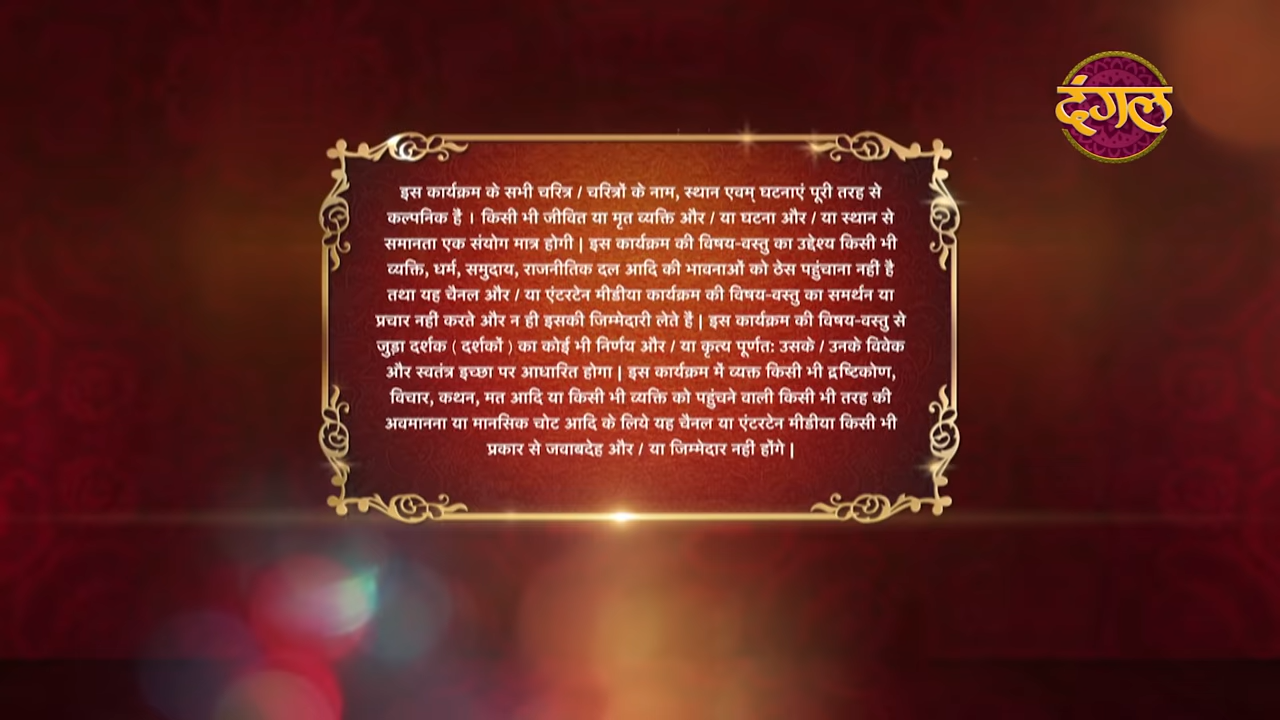 दंगल
इस कार्यक्रम के सभी चरित्र / चरित्रों के नाम, स्थान एवम् घटनाएं पूरी तरह से
कल्पनिक है । किसी भी जीवित या मृत व्यक्ति और / या घटना और / या स्थान से
समानता एक संयोग मात्र होगी | इस कार्यक्रम की विषय-वस्तु का उद्देश्य किसी भी
व्यक्ति, धर्म, समुदाय, राजनीतिक दल आदि की भावनाओं को ठेस पहुंचाना नहीं है
तथा यह चैनल और / या एंटरटेन मीडीया कार्यक्रम की विषय-वस्तु का समर्थन या
प्रचार नहीं करते और न ही इसकी जिम्मेदारी लेते हैं | इस कार्यक्रम की विषय-वस्तु से
जुड़ा दर्शक ( दर्शकों ) का कोई भी निर्णय और / या कृत्य पूर्णत: उसके / उनके विवेक
और स्वतंत्र इच्छा पर आधारित होगा | इस कार्यक्रम में व्यक्त किसी भी द्रष्टिकोण,
विचार, कथन, मत आदि या किसी भी व्यक्ति को पहुंचने वाली किसी भी तरह की
अवमानना या मानसिक चोट आदि के लिये यह चैनल या एंटरटेन मीडीया किसी भी
प्रकार से जवाबदेह और / या जिम्मेदार नहीं होंगे |